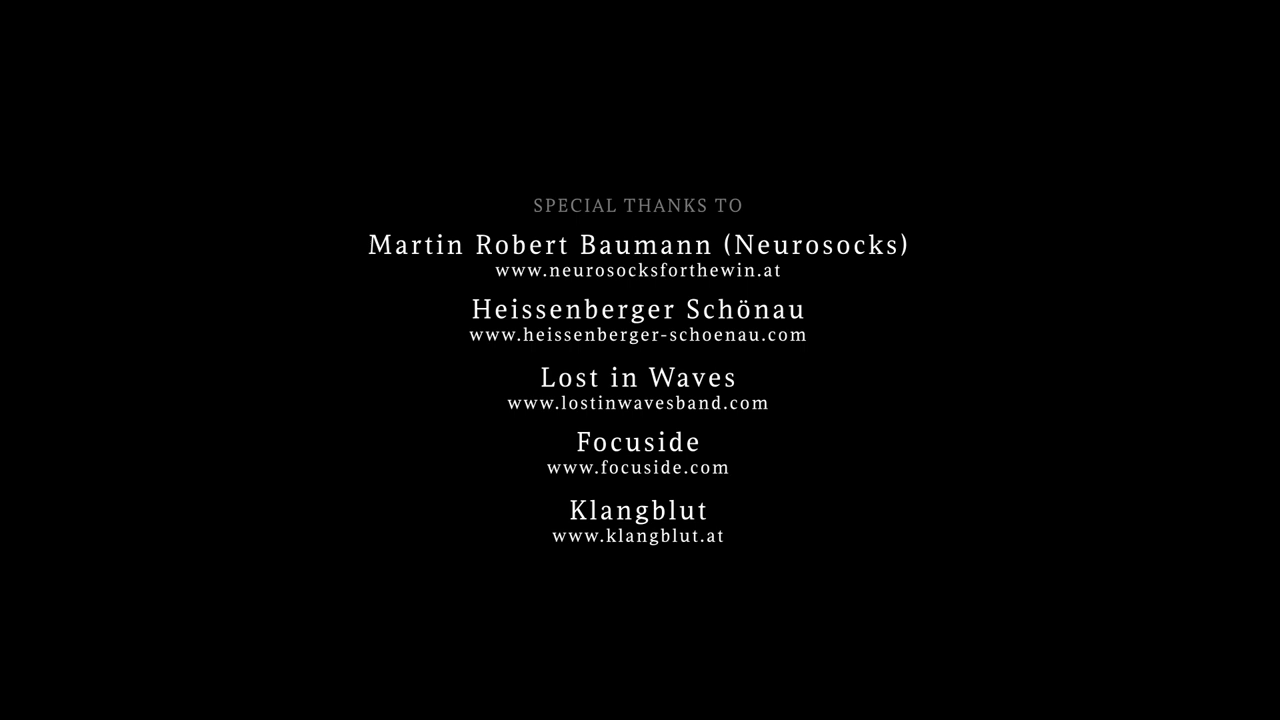 SPECIAL THANKS TO
Martin Robert Baumann (Neurosocks)
www.neurosocksforthewin.at
Heissenberger Schönau
www.heissenberger-schoenau.com
Lost in Waves
www.lostinwavesband.com
Focuside
www.focuside.com
Klangblut
www.klangblut.at